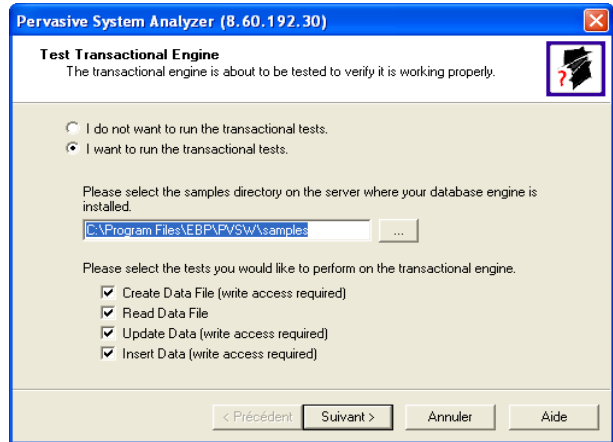 Pervasive System Analyzer (8.60.192.30)
Test Transactional Engine
The transactional engine is about to be tested to verify it is working properly.
?
I do not want to run the transactional tests.
I want to run the transactional tests.
Please select the samples directory on the server where your database engine is
installed.
C:\Program Files\EBP\PVSW\samples
...
Please select the tests you would like to perform on the transactional engine.
Create Data File (write access required)
Read Data File
Update Data (write access required)
Insert Data (write access required)
< Précédent
Suivant >
Annuler
Aide